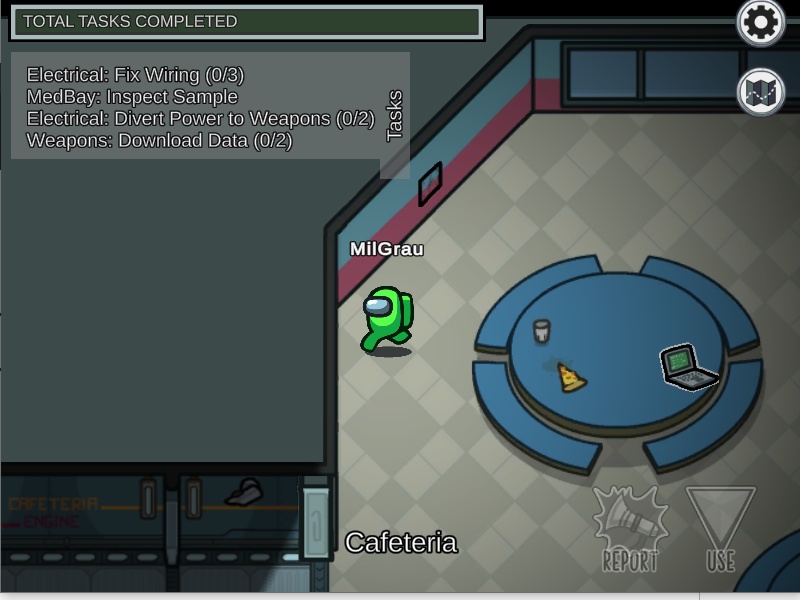 TOTAL TASKS COMPLETED
Electrical: Fix Wiring (0/3)
MedBay: Inspect Sample
Electrical: Divert Power to Weapons (0/2)
Weapons: Download Data (0/2)
Tasks
MilGrau
CAFETERIA
ENGINE
Cafeteria
REPORT
USE